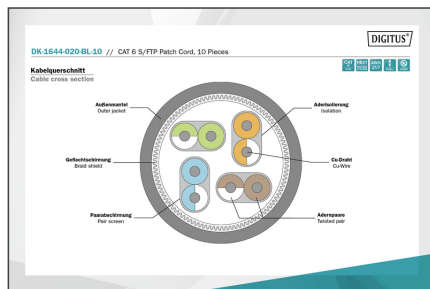 DIGITUS®
DK-1644-020-BL-10 // CAT 6 S/FTP Patch Cord, 10 Pieces
Kabelquerschnitt
Cable cross section
Außenmantel
Outer jacket
Aderisolierung
Isolation
Geflechtschirmung
Braid shield
Cu-Draht
Cu-Wire
Paarabschirmung
Pair screen
Adernpaare
Twisted pair